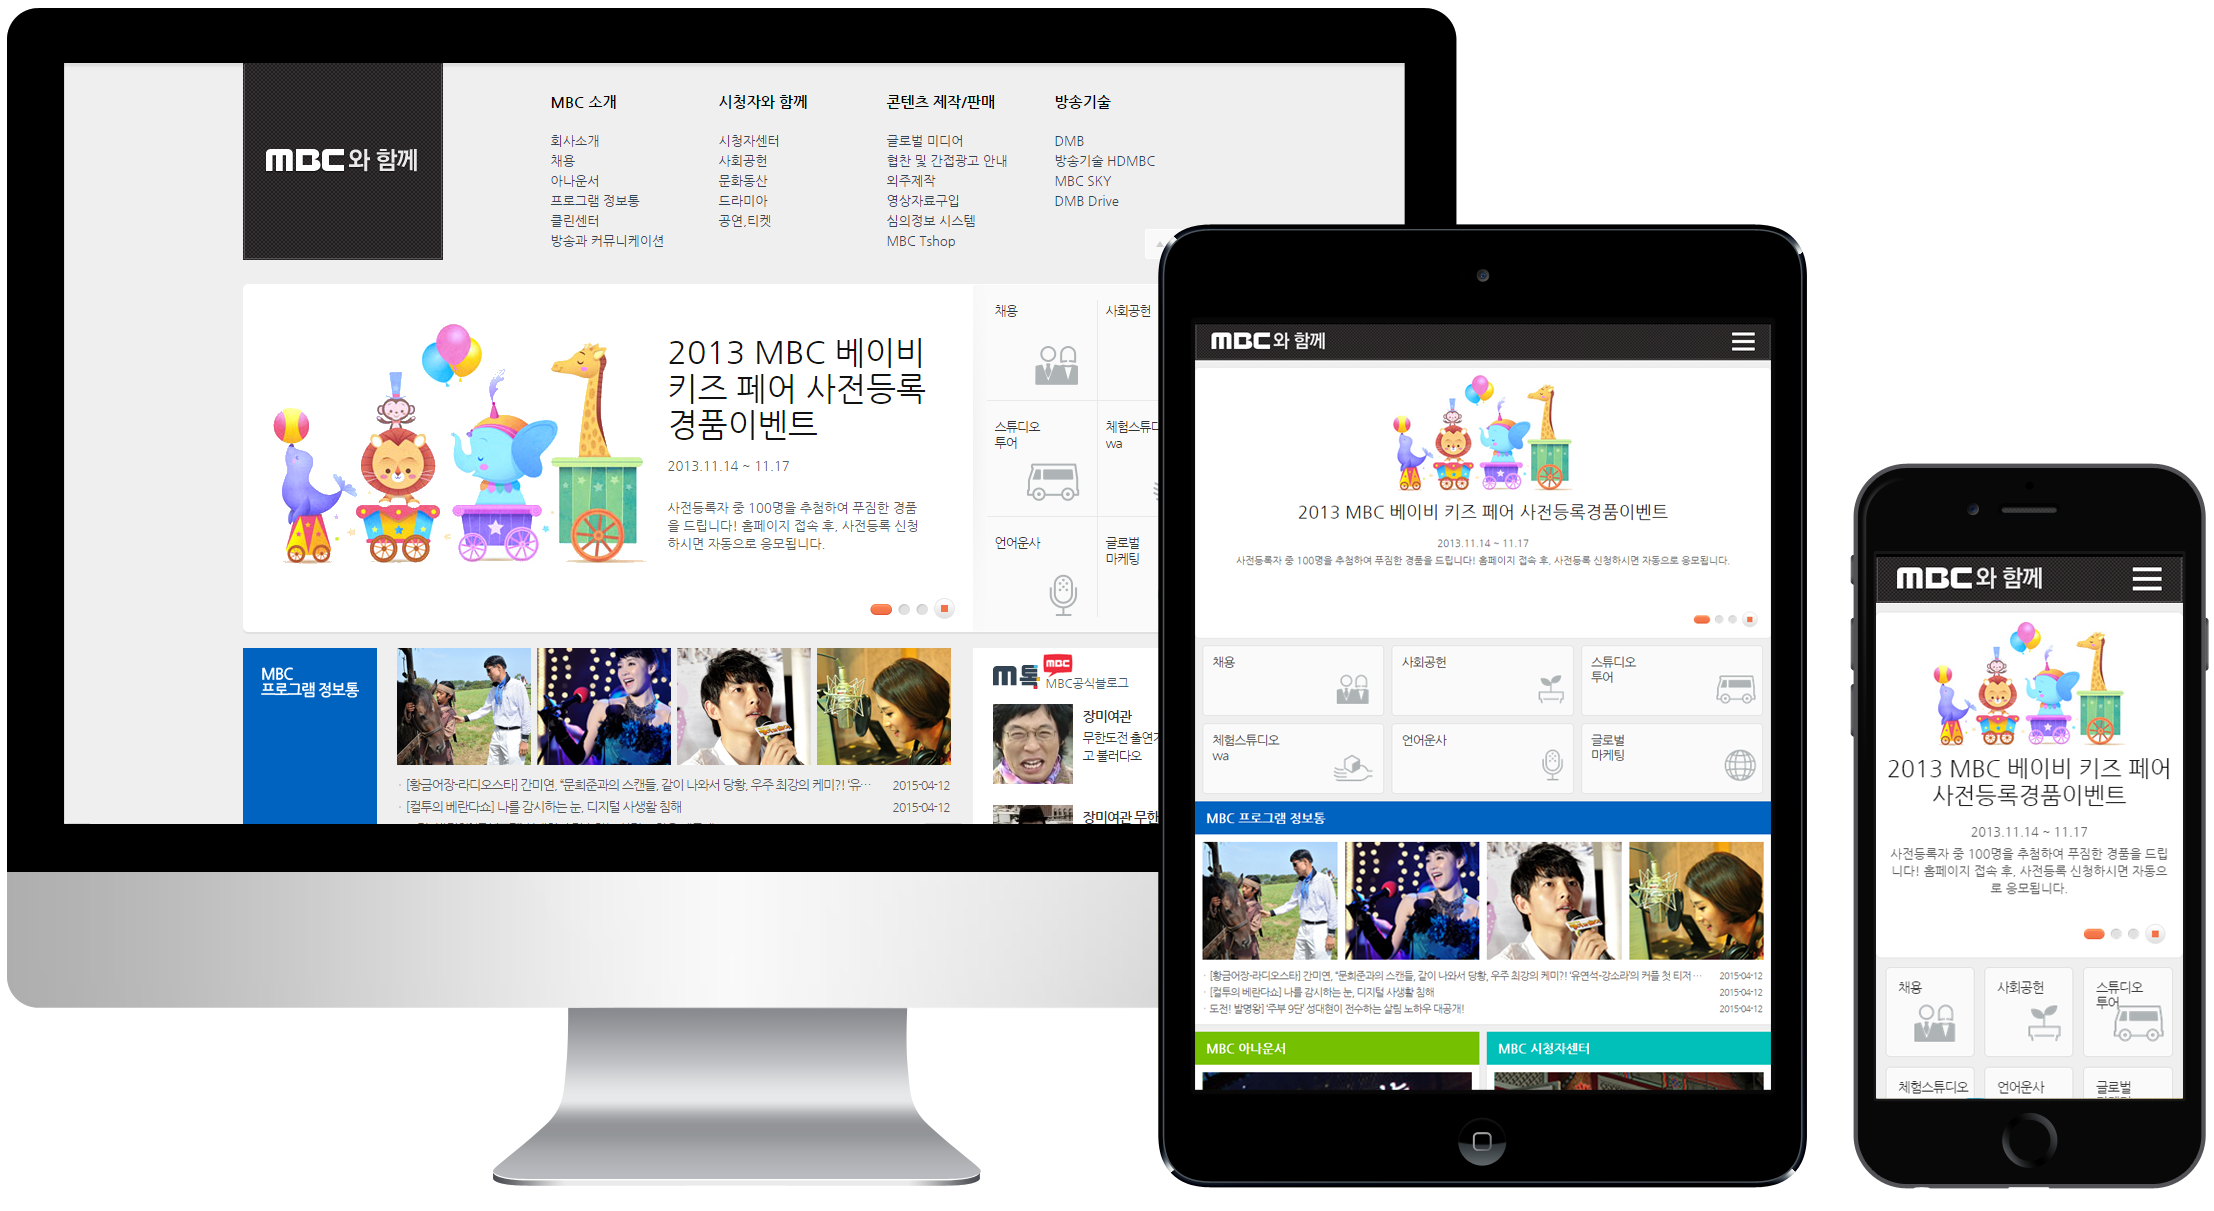 MBC와 함께
MBC 소개
회사소개
채용
아나운서
프로그램 정보통
클린센터
방송과 커뮤니케이션
시청자와 함께
시청자센터
사회공헌
문화동산
드라미아
공연,티켓
콘텐츠 제작/판매
글로벌 미디어
협찬 및 간접광고 안내
외주제작
영상자료구입
심의정보 시스템
MBC Tshop
방송기술
DMB
방송기술 HDMBC
MBC SKY
DMB Drive
2013 MBC 베이비
키즈 페어 사전등록
경품이벤트
2013.11.14 ~ 11.17
사전등록자 중 100명을 추첨하여 푸짐한 경품
을 드립니다! 홈페이지 접속 후, 사전등록 신청
하시면 자동으로 응모됩니다.
채용
사회공헌
스튜디오
투어
체험스튜디
wa
언어운사
글로벌
마케팅
MBC
프로그램 정보통
· [황금어장-라디오스타] 간미연, “문희준과의 스캔들, 같이 나와서 당황, 우주 최강의 케미?! ‘유… 2015-04-12
· [컬투의 베란다쇼] 나를 감시하는 눈, 디지털 사생활 침해 2015-04-12
m톡 MBC
MBC공식블로그
장미여관
무한도전 출연
고 불러다오
장미여관 무한
MBC와 함께
2013 MBC 베이비 키즈 페어 사전등록경품이벤트
2013.11.14 ~ 11.17
사전등록자 중 100명을 추첨하여 푸짐한 경품을 드립니다! 홈페이지 접속 후, 사전등록 신청하시면 자동으로 응모됩니다.
채용
사회공헌
스튜디오
투어
체험스튜디오
wa
언어운사
글로벌
마케팅
MBC 프로그램 정보통
· [황금어장-라디오스타] 간미연, “문희준과의 스캔들, 같이 나와서 당황, 우주 최강의 케미?! ‘유연석-강소라’의 커플 첫 티저 … 2015-04-12
· [컬투의 베란다쇼] 나를 감시하는 눈, 디지털 사생활 침해 2015-04-12
· 도전! 발명왕] ‘주부 9단’ 성대현이 전수하는 살림 노하우 대공개! 2015-04-12
MBC 아나운서
MBC 시청자센터
MBC와 함께
2013 MBC 베이비 키즈 페어
사전등록경품이벤트
2013.11.14 ~ 11.17
사전등록자 중 100명을 추첨하여 푸짐한 경품을 드립
니다! 홈페이지 접속 후, 사전등록 신청하시면 자동으
로 응모됩니다.
채용
사회공헌
스튜디오
투어
체험스튜디오
언어운사
글로벌